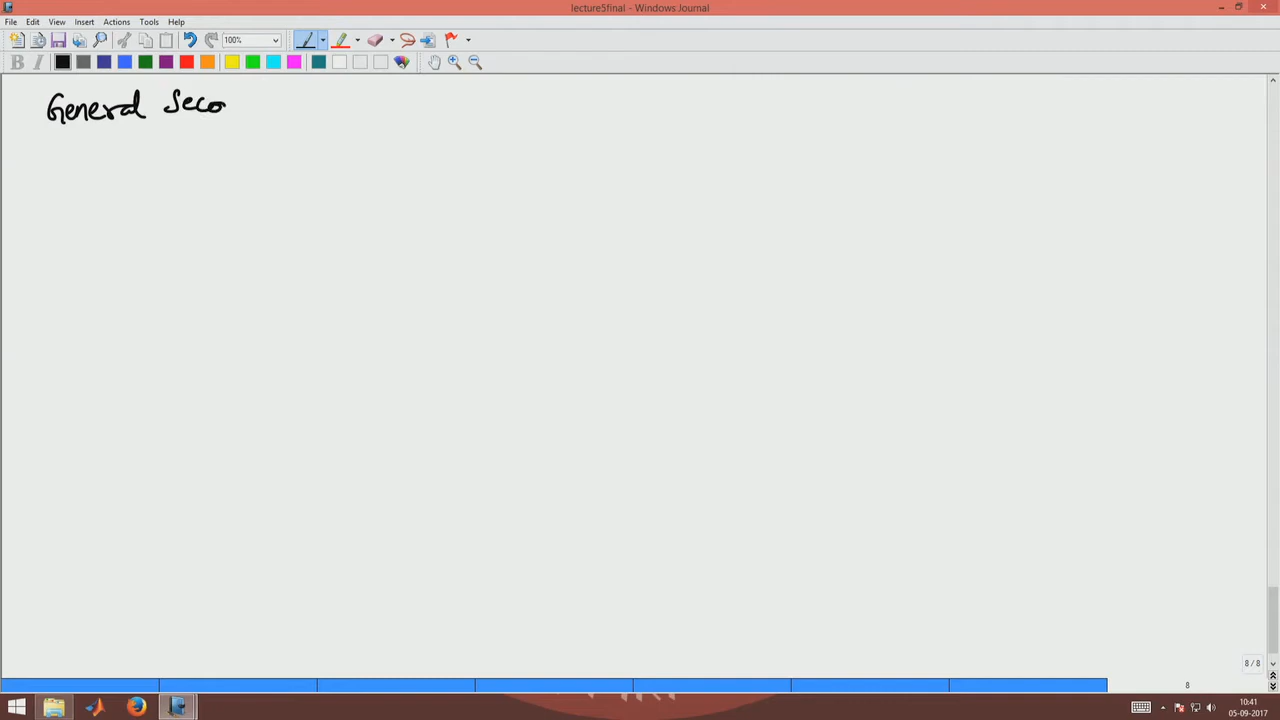 lecture5final - Windows Journal
File Edit View Insert Actions Tools Help
100%
B I
General Seco
8 / 8
8
10:41
05-09-2017